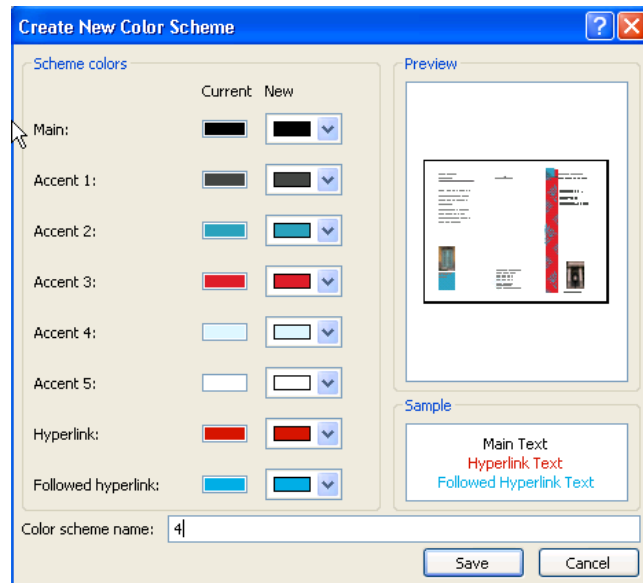 Create New Color Scheme
Scheme colors
Current New
Main:
Accent 1:
Accent 2:
Accent 3:
Accent 4:
Accent 5:
Hyperlink:
Followed hyperlink:
Preview
Sample
Main Text
Hyperlink Text
Followed Hyperlink Text
Color scheme name: 4
Save Cancel